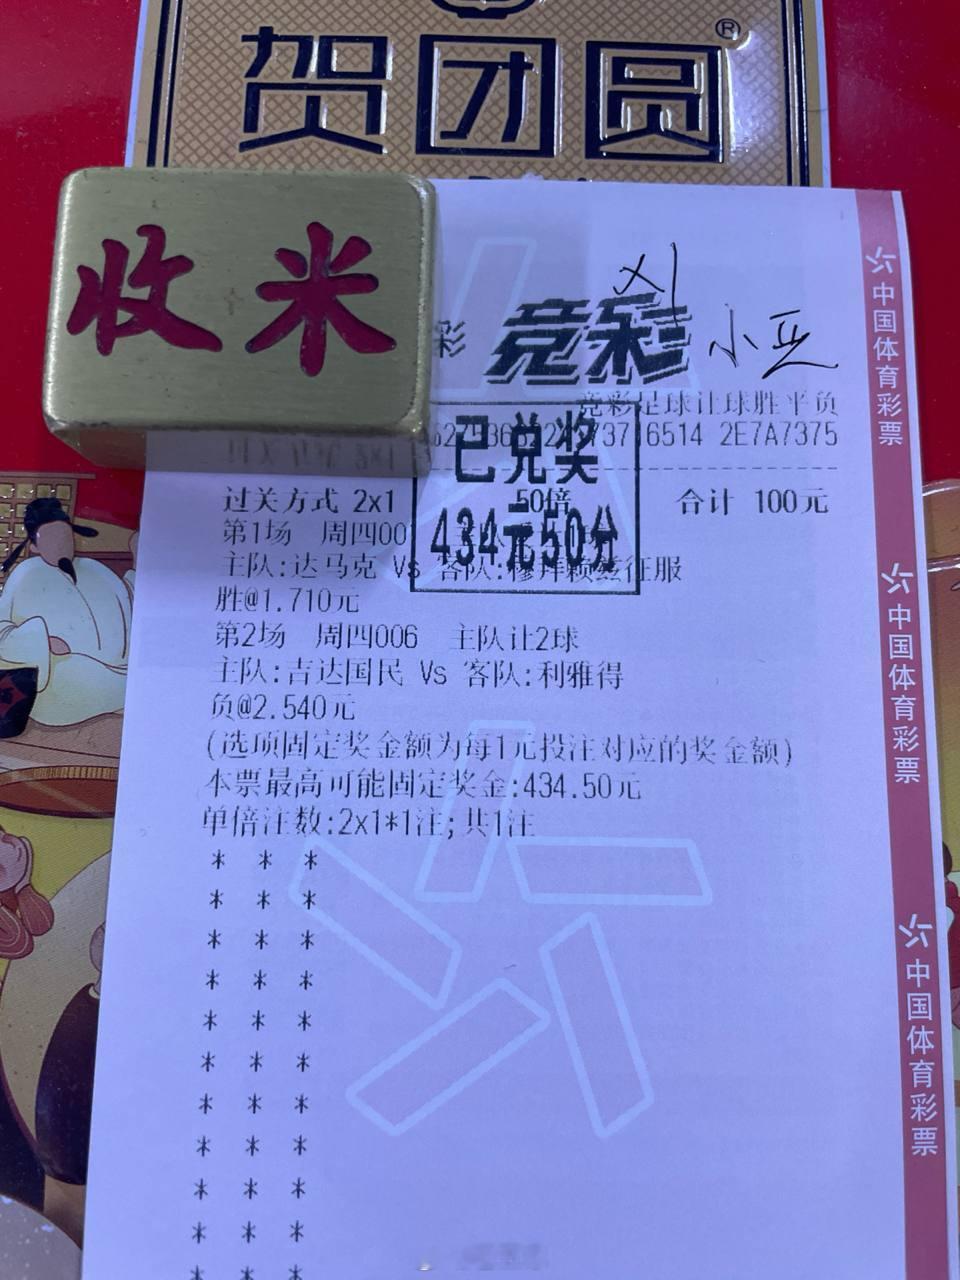 贺团圆
®
收米
彩 竞彩
刘
小亚
竞彩足球让球胜平负
6514 2E7A7375
已兑奖
434元50分
过关方式 2x1 50倍 合计 100元
第1场 周四00
主队:达马克 Vs 客队:穆拜赖兹征服
胜@1.710元
第2场 周四006 主队让2球
主队:吉达国民 Vs 客队:利雅得
负@2.540元
(选项固定奖金额为每1元投注对应的奖金额)
本票最高可能固定奖金:434.50元
单倍注数:2x1*1注;共1注
* * *
* * *
* * *
* * *
* * *
* * *
* * *
* * *
* * *
* * *
* * *
中国体育彩票
中国体育彩票
中国体育彩票